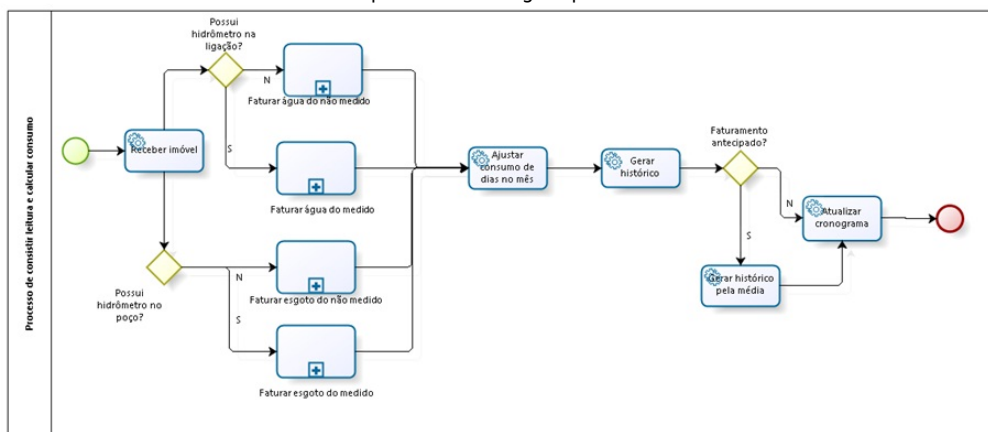 Processo de consistir leitura e calcular consumo
Possui
hidrômetro na
ligação?
N
Faturar água do não medido
Receber imóvel
S
Faturar água do medido
Ajustar
consumo de
dias no mês
Gerar
histórico
Faturamento
antecipado?
N
Atualizar
cronograma
S
Gerar histórico
pela média
Possui
hidrômetro no
poço?
N
Faturar esgoto do não medido
S
Faturar esgoto do medido